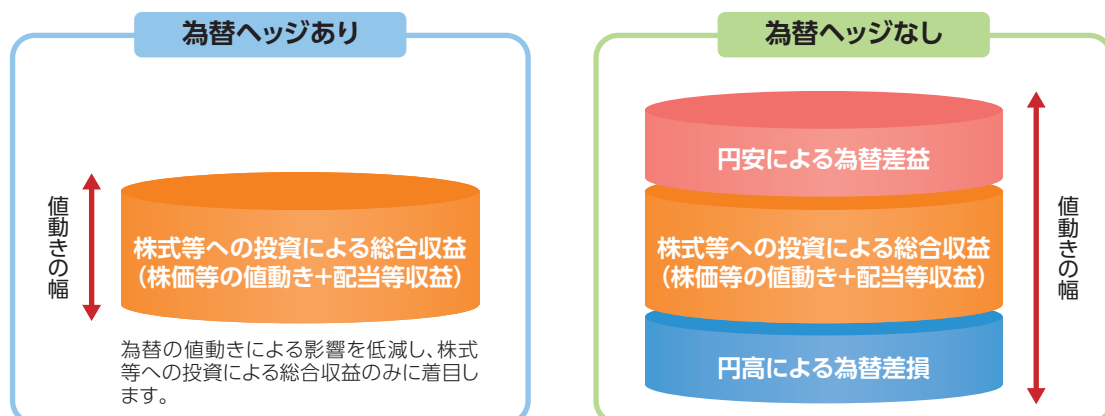 為替ヘッジあり
値動きの幅
株式等への投資による総合収益
(株価等の値動き+配当等収益)
為替の値動きによる影響を低減し、株式
等への投資による総合収益のみに着目し
ます。
為替ヘッジなし
円安による為替差益
株式等への投資による総合収益
(株価等の値動き+配当等収益)
円高による為替差損
値動きの幅